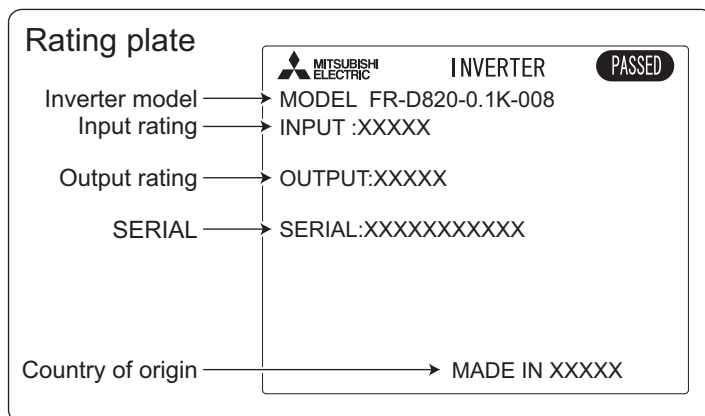 Rating plate
MITSUBISHI
ELECTRIC
INVERTER
PASSED
Inverter model
MODEL FR-D820-0.1K-008
Input rating
INPUT :XXXXX
Output rating
OUTPUT:XXXXX
SERIAL
SERIAL:XXXXXXXXXXX
Country of origin
MADE IN XXXXX